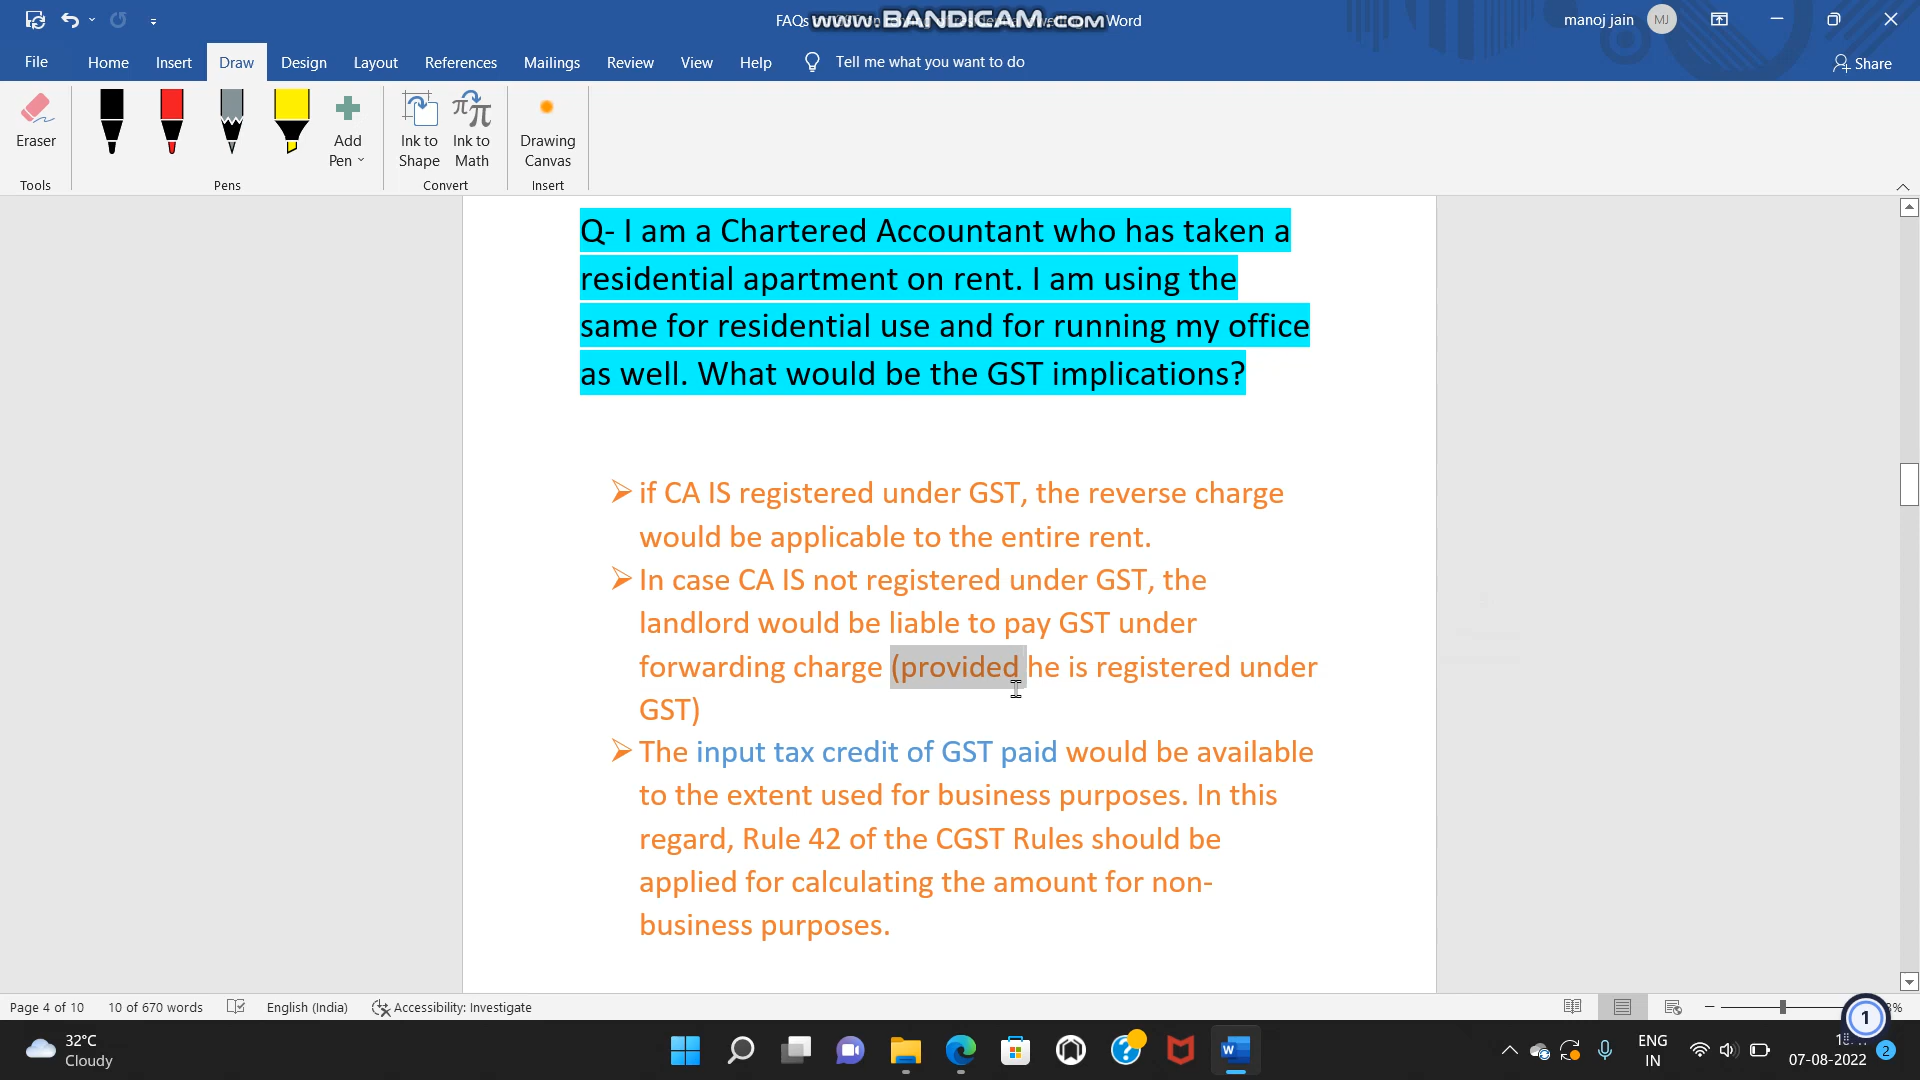 FAQs
www.BANDICAM.com
Word
manoj jain
MJ
File
Home
Insert
Draw
Design
Layout
References
Mailings
Review
View
Help
Tell me what you want to do
Share
Eraser
Add
Pen
Ink to
Shape
Ink to
Math
Drawing
Canvas
Tools
Pens
Convert
Insert
Q- I am a Chartered Accountant who has taken a
residential apartment on rent. I am using the
same for residential use and for running my office
as well. What would be the GST implications?
if CA IS registered under GST, the reverse charge
would be applicable to the entire rent.
In case CA IS not registered under GST, the
landlord would be liable to pay GST under
forwarding charge (provided he is registered under
GST)
The input tax credit of GST paid would be available
to the extent used for business purposes. In this
regard, Rule 42 of the CGST Rules should be
applied for calculating the amount for non-
business purposes.
Page 4 of 10
10 of 670 words
English (India)
Accessibility: Investigate
1
32°C
Cloudy
ENG
IN
07-08-2022
2